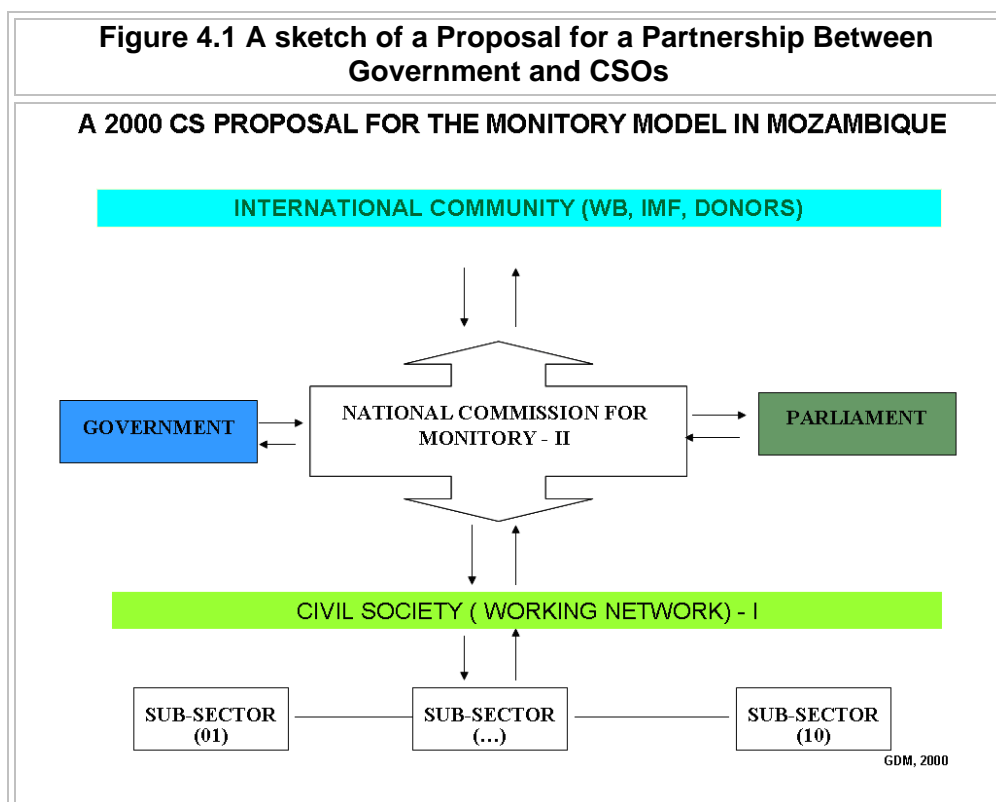 Figure 4.1 A sketch of a Proposal for a Partnership Between
Government and CSOs
A 2000 CS PROPOSAL FOR THE MONITORY MODEL IN MOZAMBIQUE
INTERNATIONAL COMMUNITY (WB, IMF, DONORS)
GOVERNMENT
NATIONAL COMMISSION FOR
MONITORY - II
PARLIAMENT
CIVIL SOCIETY ( WORKING NETWORK) - I
SUB-SECTOR
(01)
SUB-SECTOR
(...)
SUB-SECTOR
(10)
GDM, 2000